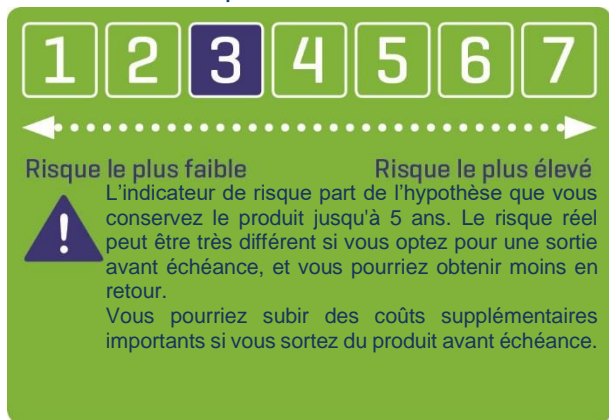 1 2 3 4 5 6 7
Risque le plus faible Risque le plus élevé
!
L'indicateur de risque part de l'hypothèse que vous
conservez le produit jusqu'à 5 ans. Le risque réel
peut être très différent si vous optez pour une sortie
avant échéance, et vous pourriez obtenir moins en
retour.
Vous pourriez subir des coûts supplémentaires
importants si vous sortez du produit avant échéance.